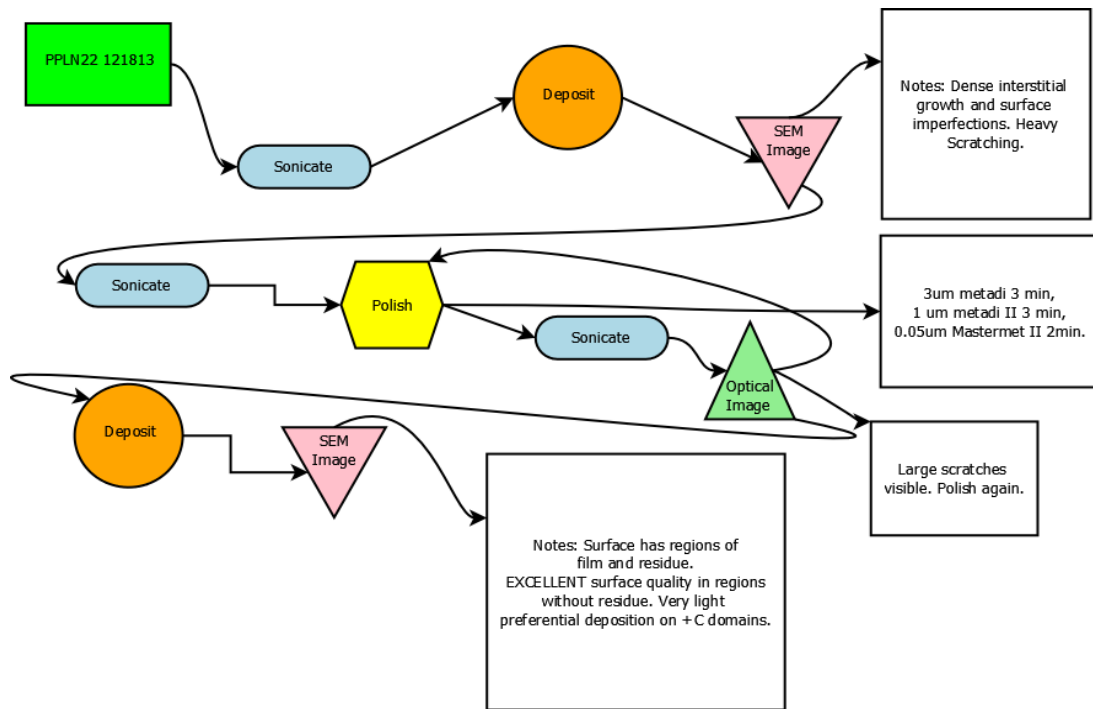 PPLN22 121813
Deposit
SEM
Image
Notes: Dense interstitial
growth and surface
imperfections. Heavy
Scratching.
Sonicate
Sonicate
Polish
Sonicate
3um metadi 3 min,
1 um metadi II 3 min,
0.05um Mastermet II 2min.
Optical
Image
Deposit
SEM
Image
Large scratches
visible. Polish again.
Notes: Surface has regions of
film and residue.
EXCELLENT surface quality in regions
without residue. Very light
preferential deposition on +C domains.